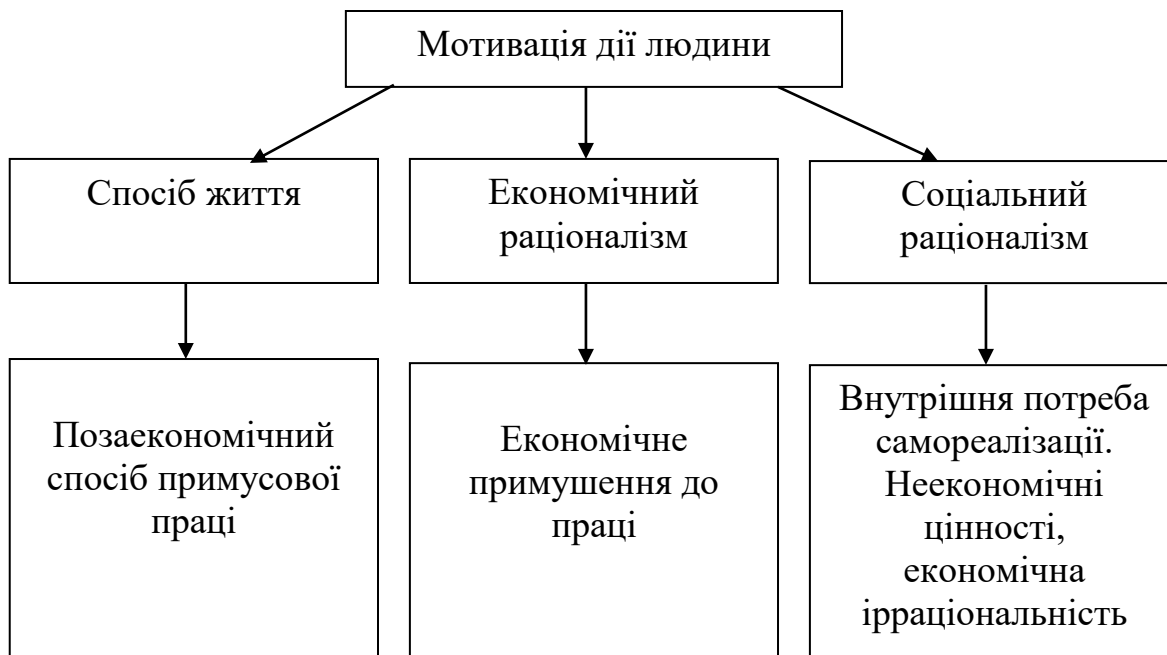 Мотивація дії людини
Спосіб життя
Економічний
раціоналізм
Соціальний
раціоналізм
Позаекономічний
спосіб примусової
праці
Економічне
примушення до
праці
Внутрішня потреба
самореалізації.
Неекономічні
цінності,
економічна
ірраціональність